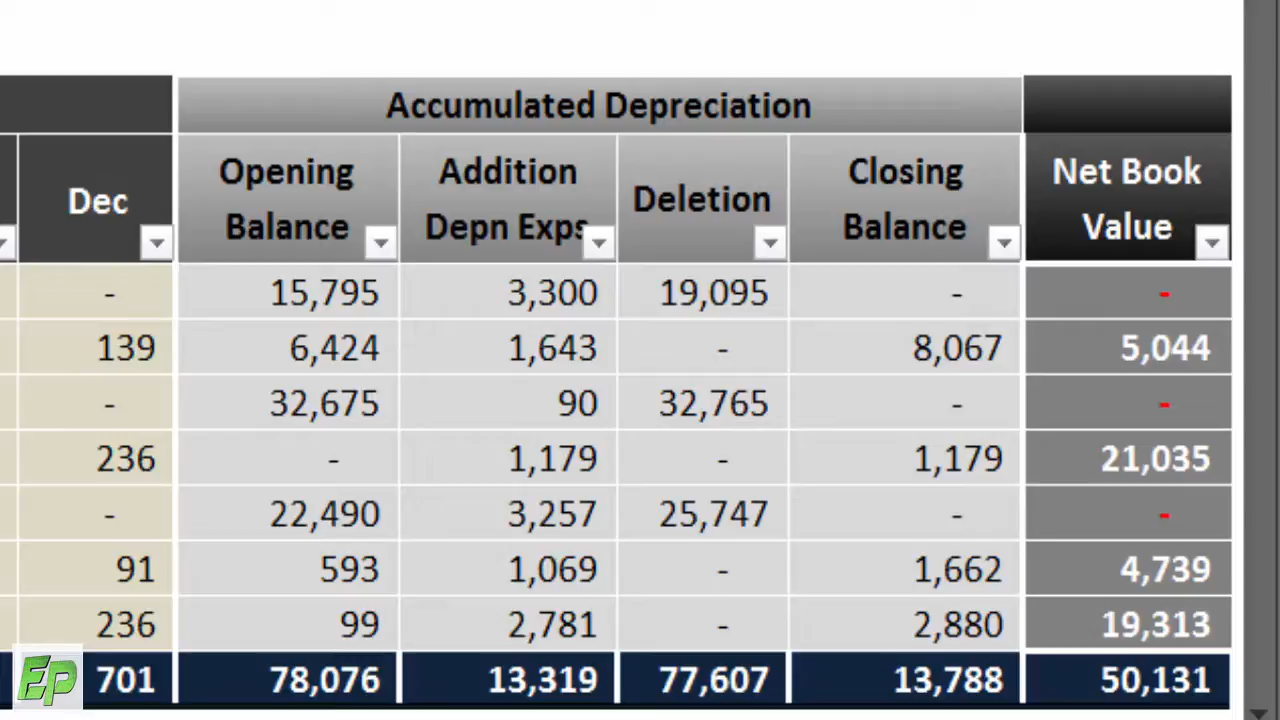 Accumulated Depreciation
Dec Opening Balance Addition Depn Exps Deletion Closing Balance Net Book Value
- 15,795 3,300 19,095 - -
139 6,424 1,643 - 8,067 5,044
- 32,675 90 32,765 - -
236 - 1,179 - 1,179 21,035
- 22,490 3,257 25,747 - -
91 593 1,069 - 1,662 4,739
236 99 2,781 - 2,880 19,313
EP 701 78,076 13,319 77,607 13,788 50,131